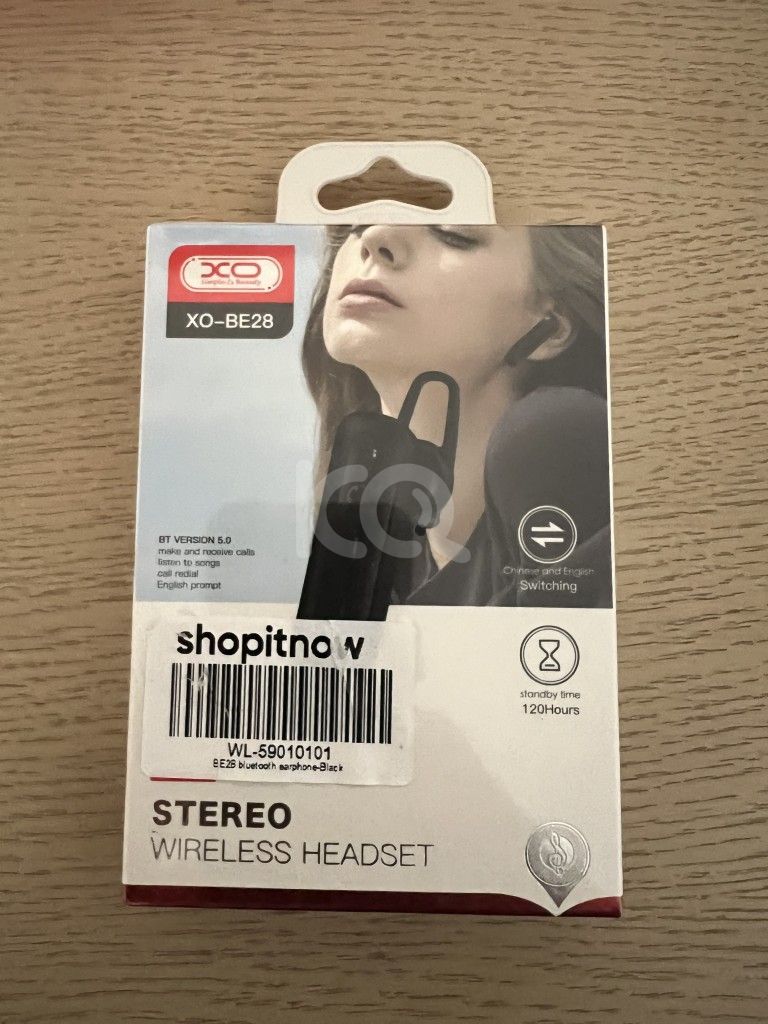 XO
Simple & Beauty
XO-BE28
BT VERSION 5.0
make and receive calls
listen to songs
call redial
English prompt
KQ
Chinese and English
Switching
standby time
120Hours
shopitnow
WL-59010101
BE28 bluetooth earphone-Black
STEREO
WIRELESS HEADSET